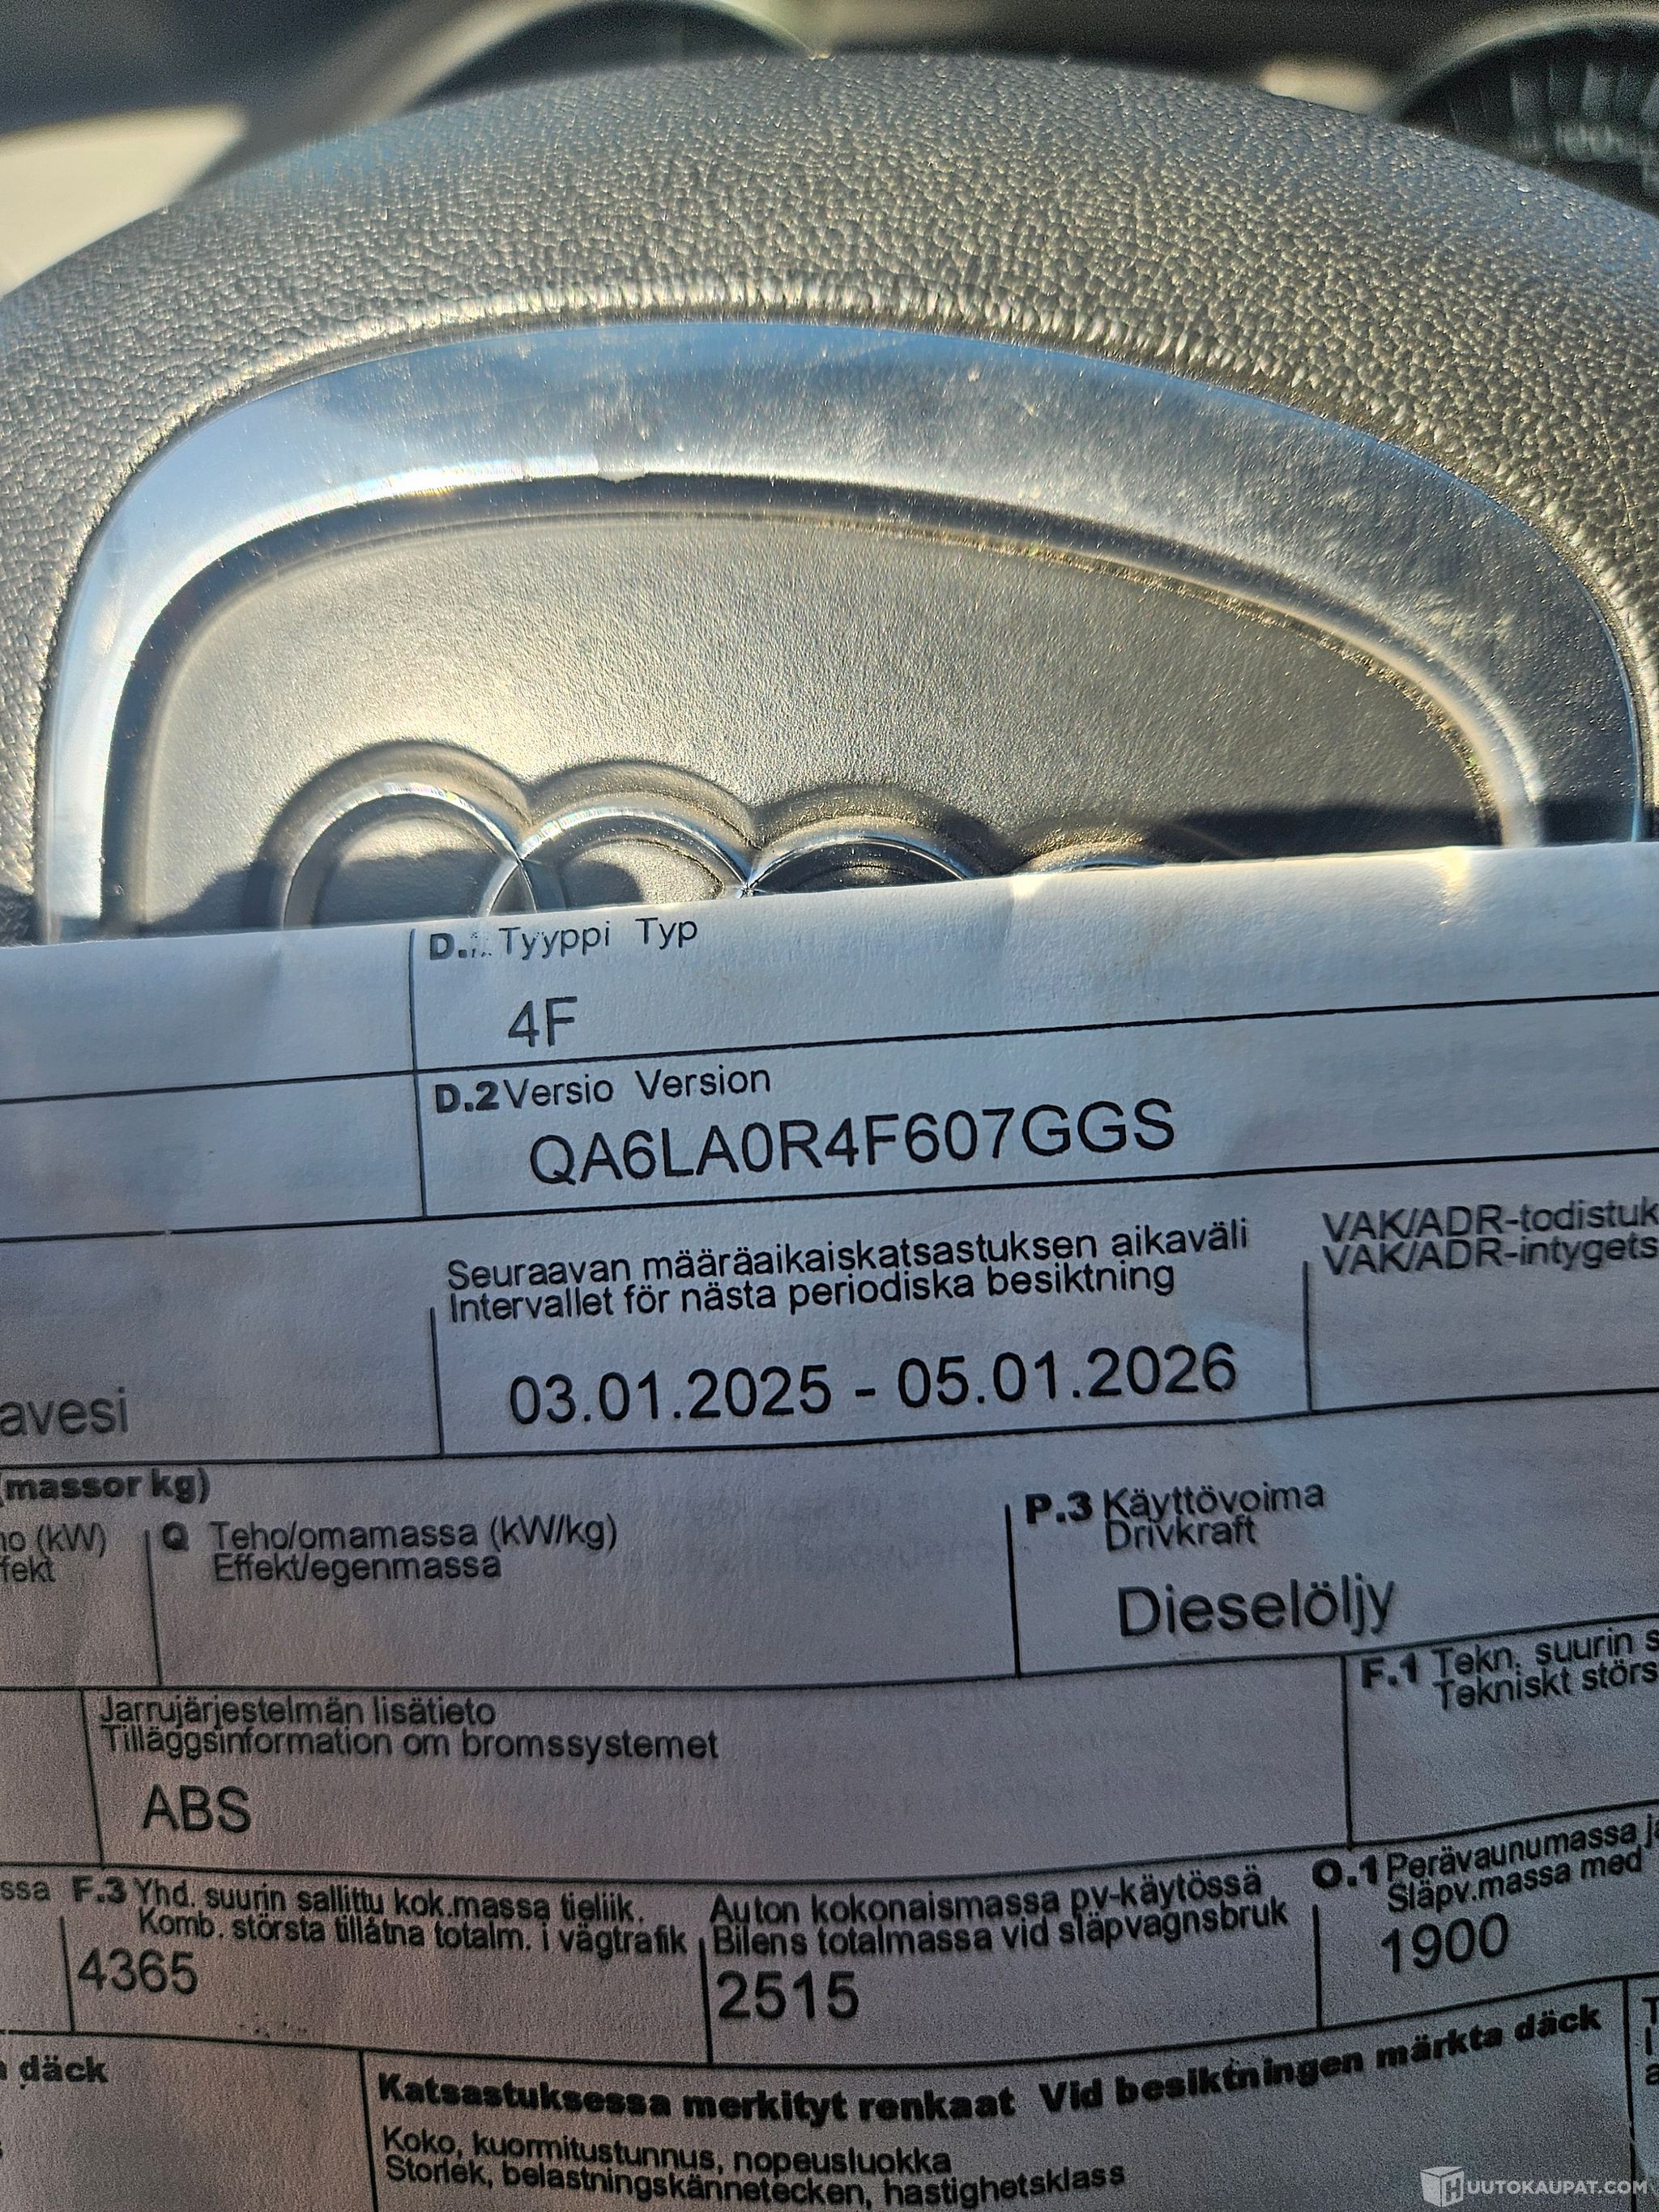 D. Tyyppi Typ
4F
D.2 Versio Version
QA6LA0R4F607GGS
Seuraavan määräaikaiskatsastuksen aikaväli
Intervallet för nästa periodiska besiktning
VAK/ADR-todistuk
VAK/ADR-intygets
03.01.2025 - 05.01.2026
avesi
(massor kg)
ho (kW)
fekt
Q Teho/omamassa (kW/kg)
Effekt/egenmassa
P.3 Käyttövoima
Drivkraft
Dieselöljy
F.1 Tekn. suurin s
Tekniskt störs
Jarrujärjestelmän lisätieto
Tilläggsinformation om bromssystemet
ABS
ssa
F.3 Yhd. suurin sallittu kok.massa tieliik.
Komb. största tillåtna totalm. i vägtrafik
4365
Auton kokonaismassa pv-käytössä
Bilens totalmassa vid släpvagnsbruk
2515
O.1 Perävaunumassa ja
Släpv.massa med
1900
däck
Katsastuksessa merkityt renkaat Vid besiktningen märkta däck
Koko, kuormitustunnus, nopeusluokka
Storlek, belastningskännetecken, hastighetsklass
HUUTOKAUPAT.COM